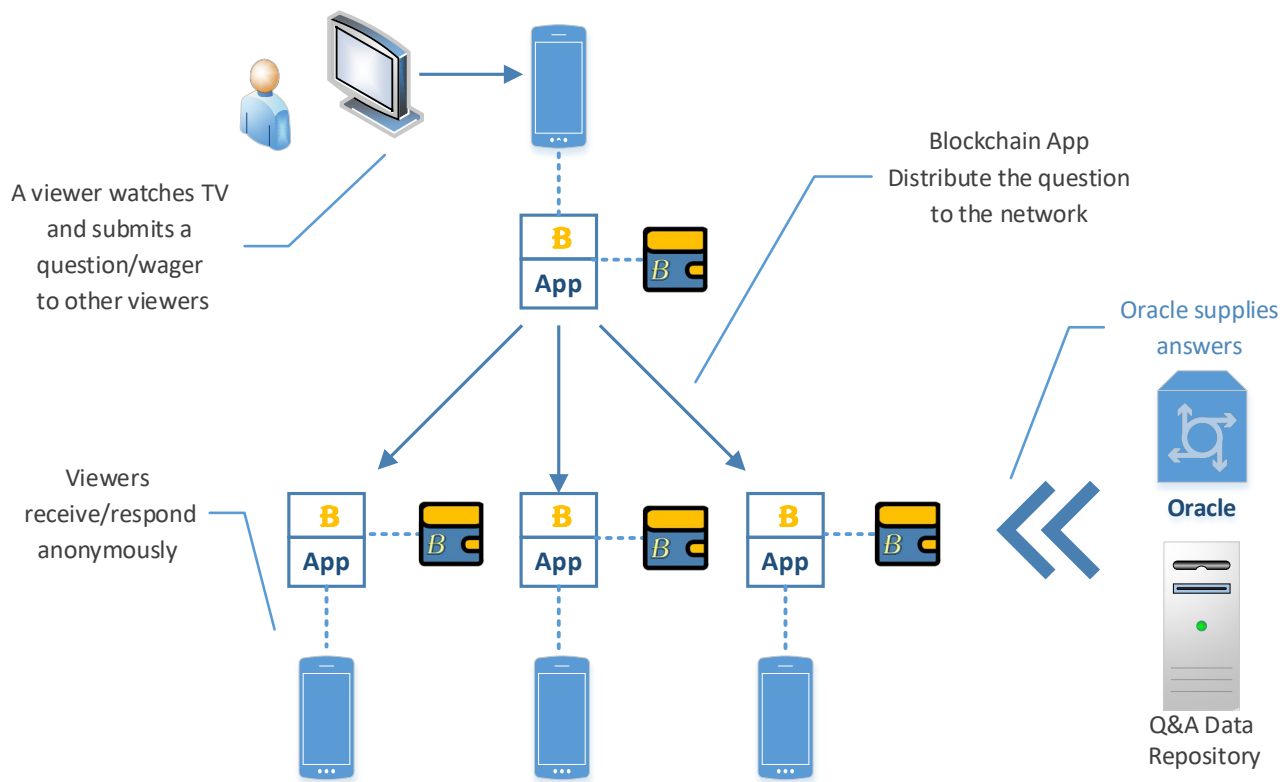 A viewer watches TV
and submits a
question/wager
to other viewers
Blockchain App
Distribute the question
to the network
B
App
B
Oracle supplies
answers
Oracle
Viewers
receive/respond
anonymously
B
App
B
B
App
B
B
App
B
Q&A Data
Repository